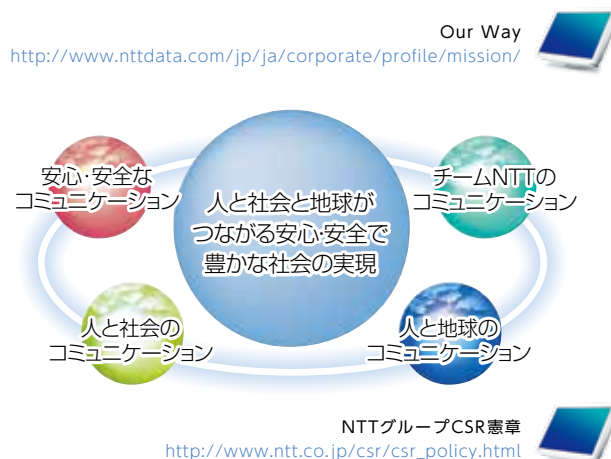 Our Way
http://www.nttdata.com/jp/ja/corporate/profile/mission/
安心・安全な
コミュニケーション
チームNTTの
コミュニケーション
人と社会と地球が
つながる安心・安全で
豊かな社会の実現
人と社会の
コミュニケーション
人と地球の
コミュニケーション
NTTグループCSR憲章
http://www.ntt.co.jp/csr/csr_policy.html